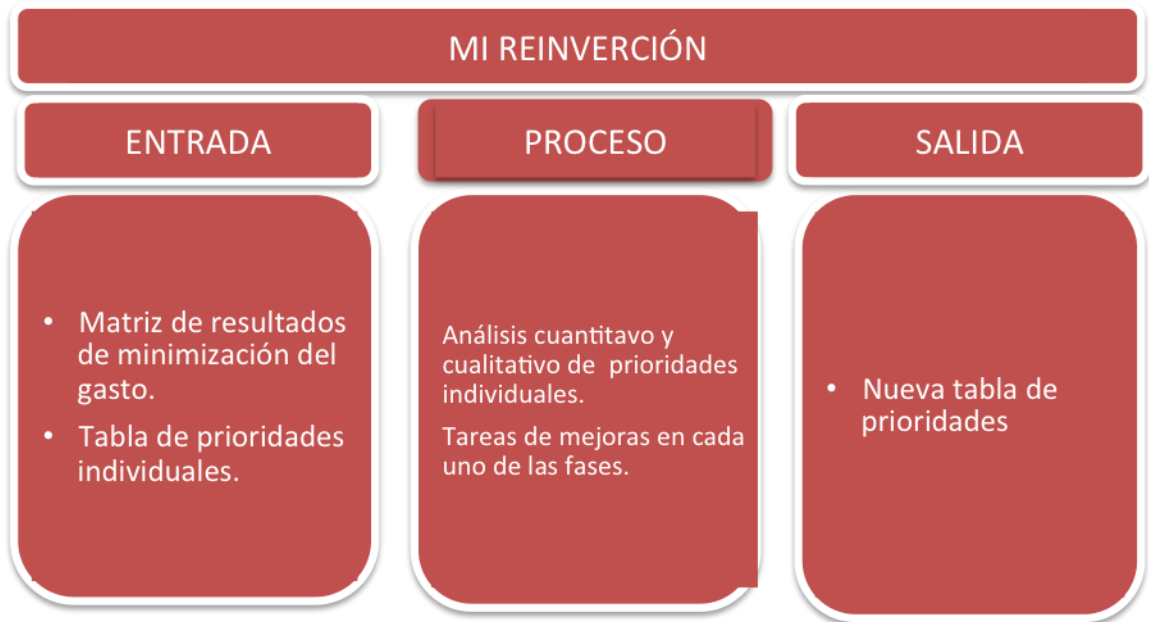 MI REINVERCIÓN
ENTRADA
PROCESO
SALIDA
• Matriz de resultados
de minimización del
gasto.
• Tabla de prioridades
individuales.
Análisis cuantitavo y
cualitativo de prioridades
individuales.
Tareas de mejoras en cada
uno de las fases.
• Nueva tabla de
prioridades